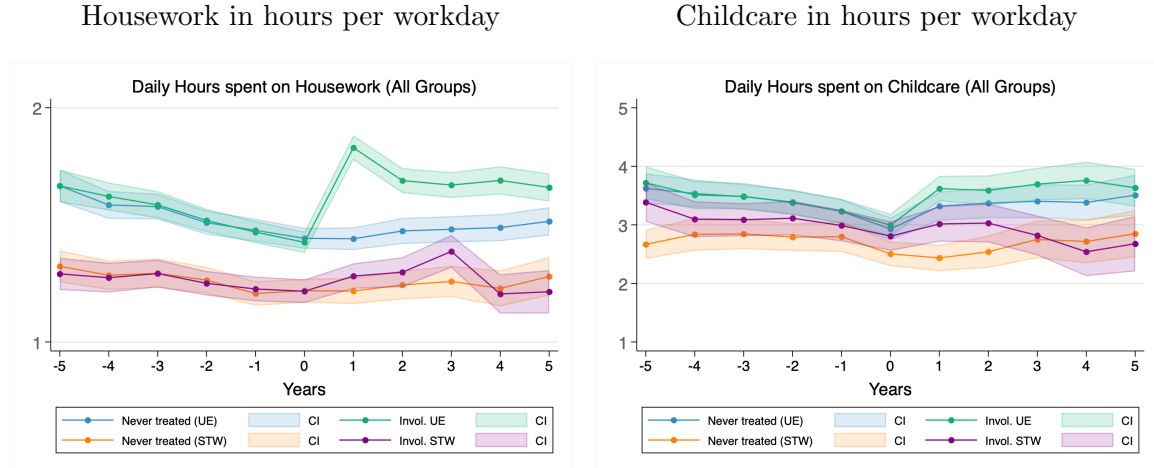 Housework in hours per workday
Daily Hours spent on Housework (All Groups)
2
1
-5 -4 -3 -2 -1 0 1 2 3 4 5
Years
Never treated (UE) CI Invol. UE CI
Never treated (STW) CI Invol. STW CI
Childcare in hours per workday
Daily Hours spent on Childcare (All Groups)
5
4
3
2
1
-5 -4 -3 -2 -1 0 1 2 3 4 5
Years
Never treated (UE) CI Invol. UE CI
Never treated (STW) CI Invol. STW CI